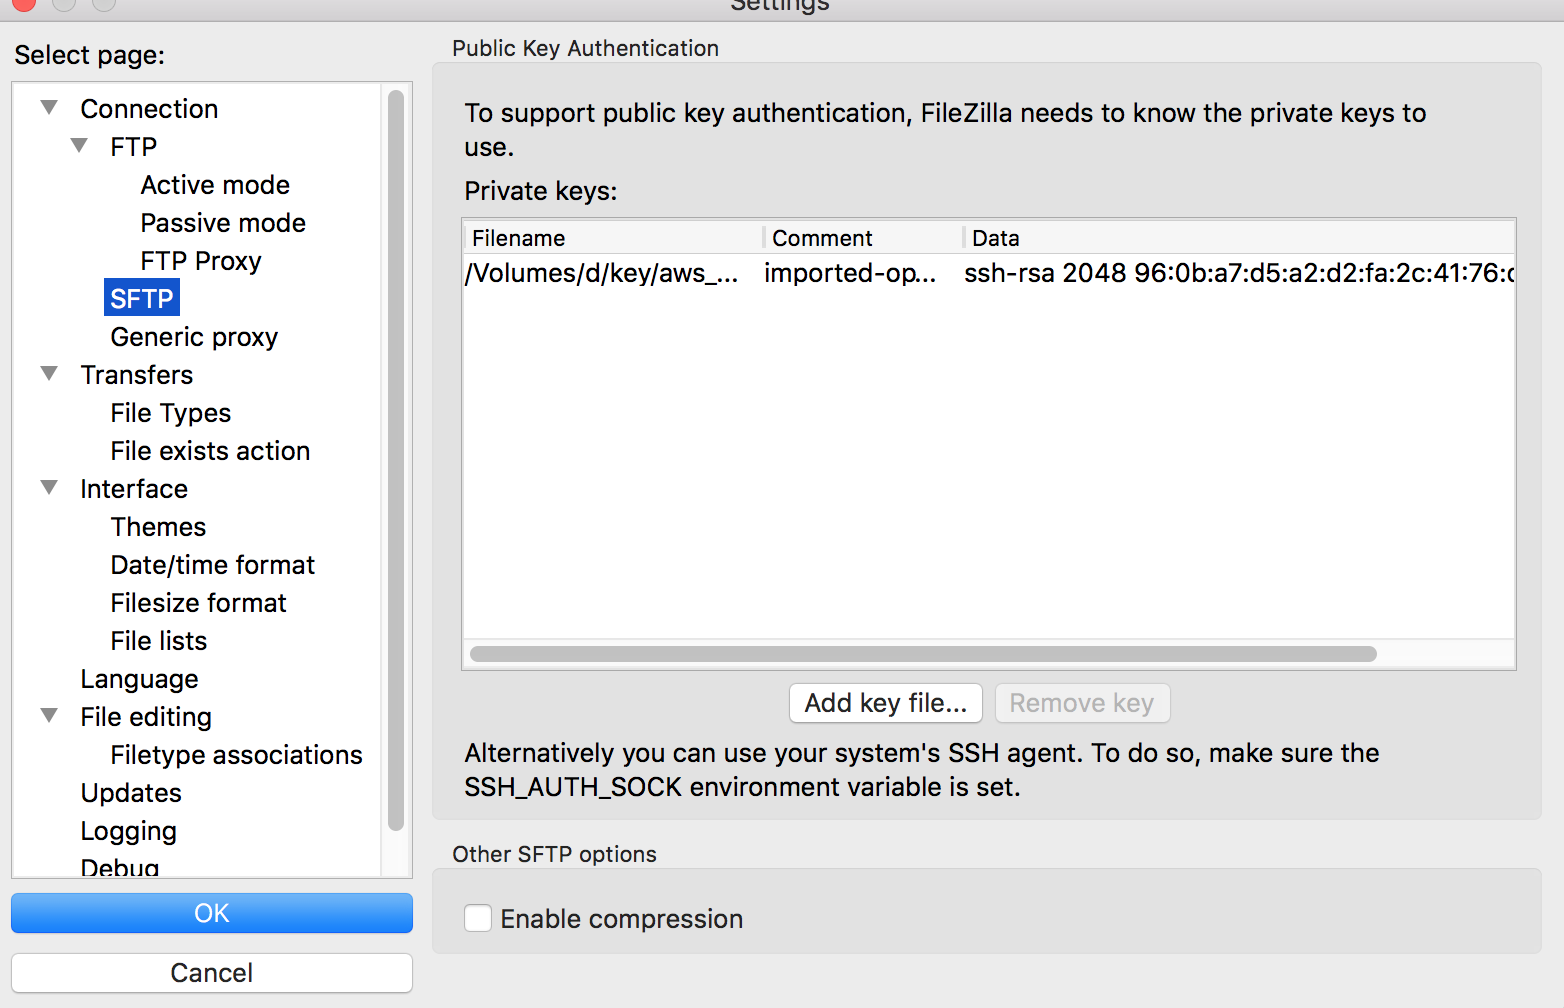 Settings
Select page:
Connection
FTP
Active mode
Passive mode
FTP Proxy
SFTP
Generic proxy
Transfers
File Types
File exists action
Interface
Themes
Date/time format
Filesize format
File lists
Language
File editing
Filetype associations
Updates
Logging
Debug
OK
Cancel
Public Key Authentication
To support public key authentication, FileZilla needs to know the private keys to
use.
Private keys:
Filename Comment Data
/Volumes/d/key/aws_... imported-op... ssh-rsa 2048 96:0b:a7:d5:a2:d2:fa:2c:41:76:
Add key file... Remove key
Alternatively you can use your system's SSH agent. To do so, make sure the
SSH_AUTH_SOCK environment variable is set.
Other SFTP options
Enable compression